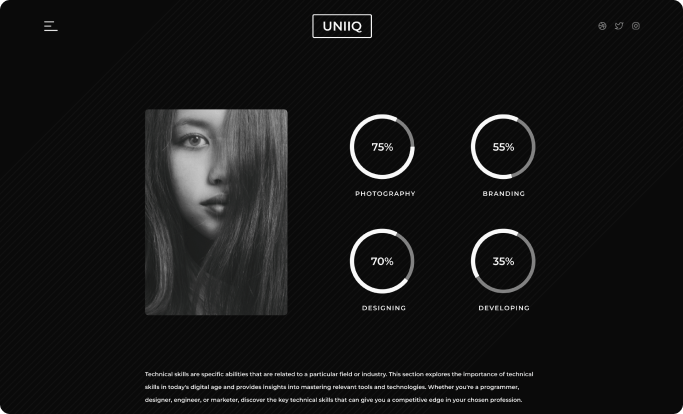 UNIIQ
75%
55%
PHOTOGRAPHY
BRANDING
70%
35%
DESIGNING
DEVELOPING
Technical skills are specific abilities that are related to a particular field or industry. This section explores the importance of technical
skills in today's digital age and provides insights into mastering relevant tools and technologies. Whether you're a programmer,
designer, engineer, or marketer, discover the key technical skills that can give you a competitive edge in your chosen profession.